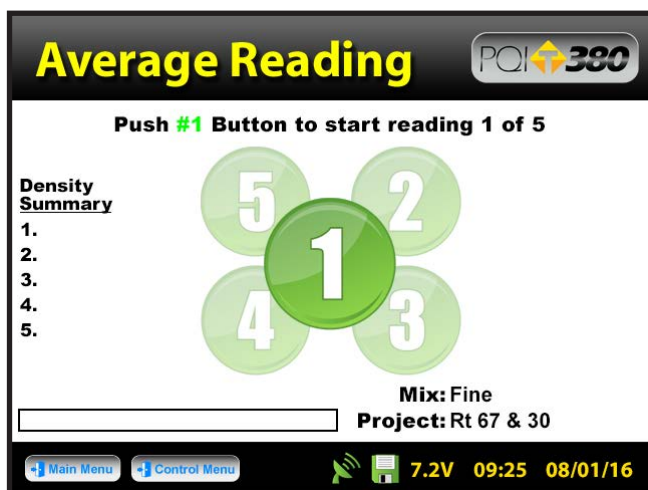 Average Reading
PQI T 380
Push #1 Button to start reading 1 of 5
Density
Summary
1.
2.
3.
4.
5.
5
2
1
4
3
Mix: Fine
Project: Rt 67 & 30
Main Menu
Control Menu
7.2V 09:25 08/01/16